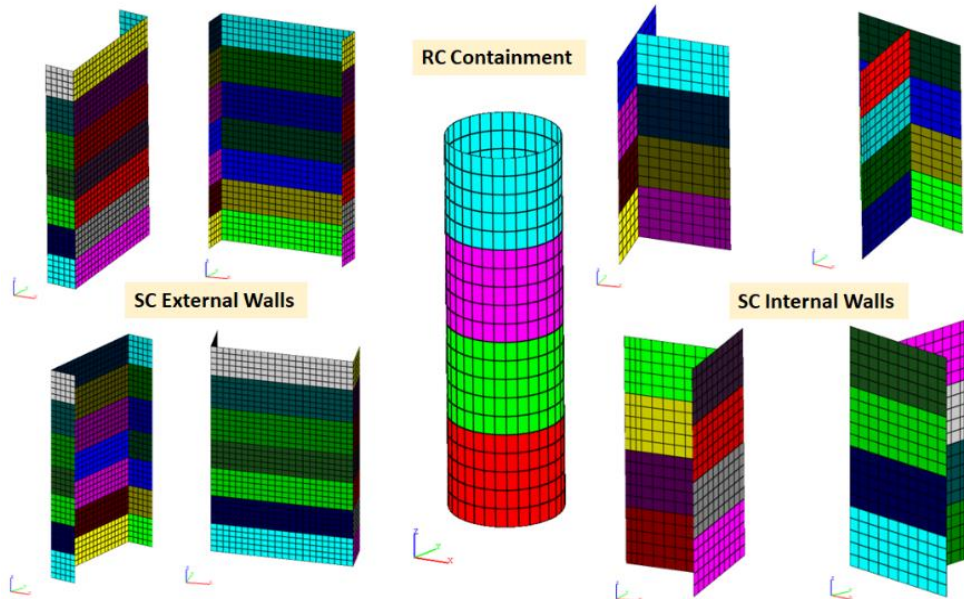 RC Containment
SC External Walls
SC Internal Walls
Z
X